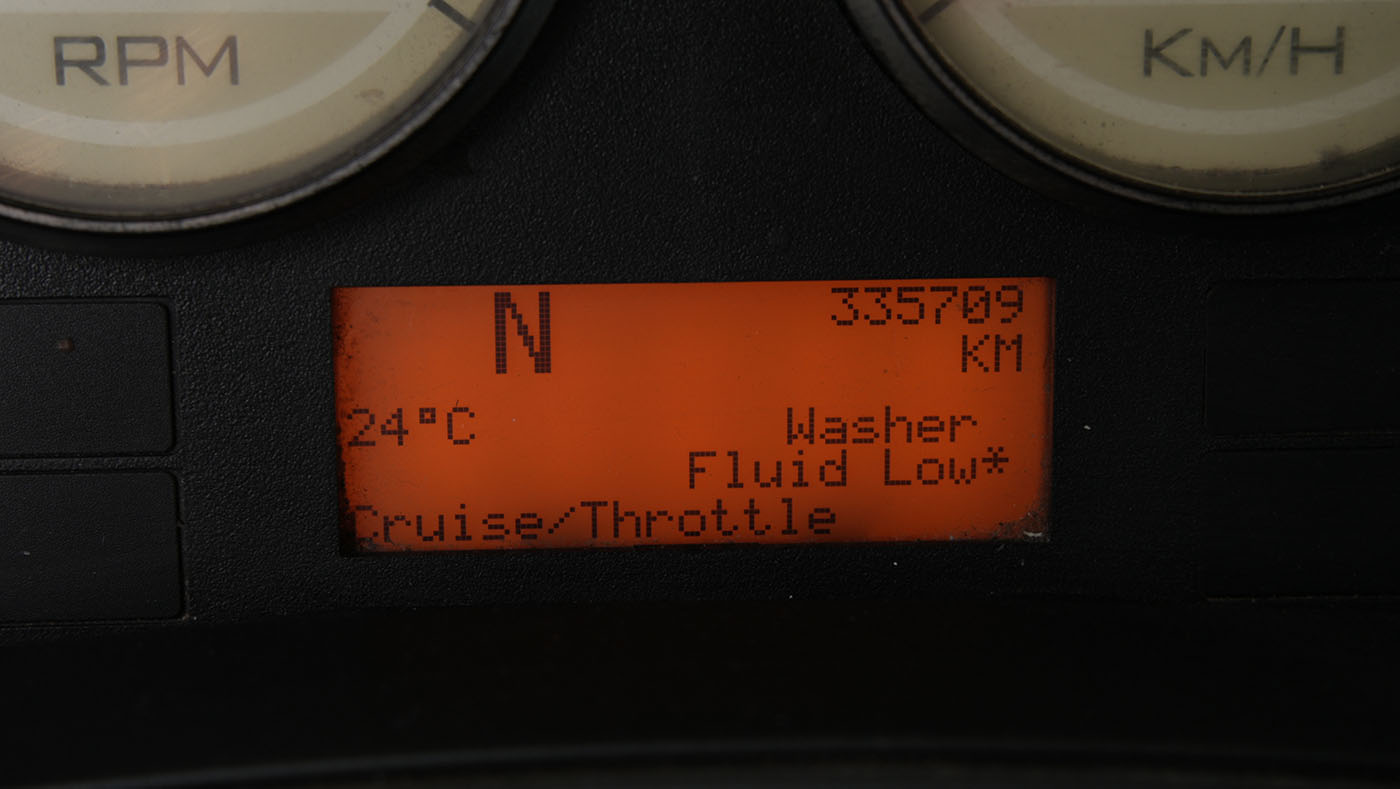 RPM
KM/H
N
335709
KM
24°C
Washer
Fluid Low*
Cruise/Throttle